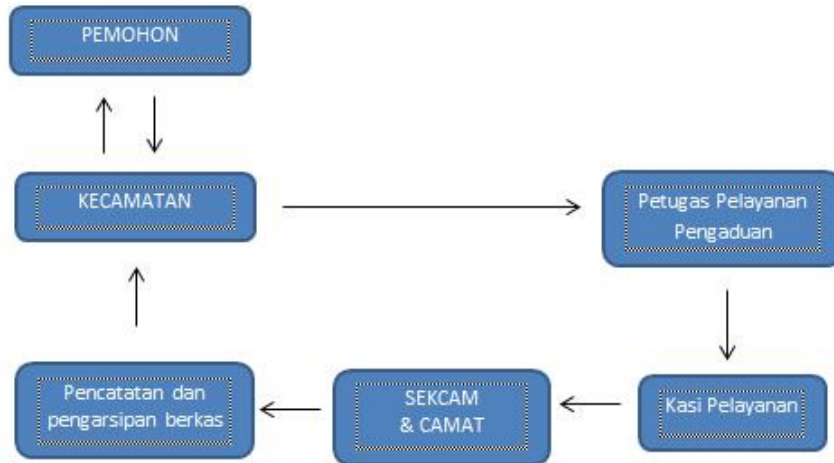 PEMOHON
KECAMATAN
Petugas Pelayanan
Pengaduan
Kasi Pelayanan
SEKCAM
& CAMAT
Pencatatan dan
pengarsipan berkas